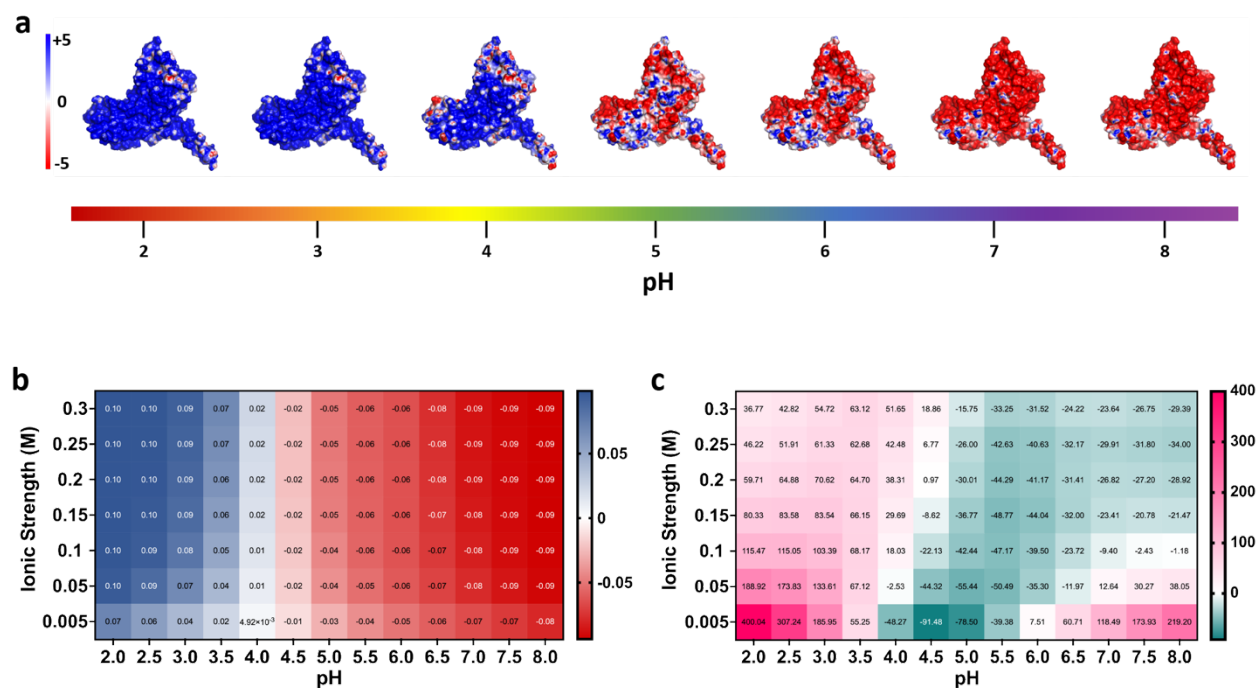 a
+5
0
-5
2 3 4 5 6 7 8
pH
b
Ionic Strength (M)
0.3 0.10 0.10 0.09 0.07 0.02 -0.02 -0.05 -0.06 -0.06 -0.08 -0.09 -0.09 -0.09
0.25 0.10 0.10 0.09 0.07 0.02 -0.02 -0.05 -0.06 -0.06 -0.08 -0.09 -0.09 -0.09
0.2 0.10 0.10 0.09 0.06 0.02 -0.02 -0.05 -0.06 -0.06 -0.08 -0.09 -0.09 -0.09
0.15 0.10 0.10 0.09 0.06 0.02 -0.02 -0.05 -0.06 -0.06 -0.07 -0.08 -0.09 -0.09
0.1 0.10 0.09 0.08 0.05 0.01 -0.02 -0.05 -0.06 -0.06 -0.07 -0.08 -0.09 -0.09
0.05 0.10 0.09 0.07 0.04 0.01 -0.02 -0.04 -0.05 -0.06 -0.07 -0.08 -0.09 -0.09
0.005 0.07 0.06 0.04 0.02 4.92×10⁻³ -0.01 -0.03 -0.04 -0.05 -0.06 -0.07 -0.07 -0.08
2.0 2.5 3.0 3.5 4.0 4.5 5.0 5.5 6.0 6.5 7.0 7.5 8.0
pH
0.05
0
-0.05
c
Ionic Strength (M)
0.3 36.77 42.82 54.72 63.12 51.65 18.86 -15.75 -33.25 -31.52 -24.22 -23.64 -26.75 -29.39
0.25 46.22 51.91 61.33 62.68 42.48 6.77 -26.00 -42.63 -40.63 -32.17 -29.91 -31.80 -34.00
0.2 59.71 64.88 70.62 64.70 38.31 0.97 -30.01 -44.29 -41.17 -31.41 -26.82 -27.20 -28.92
0.15 80.33 83.58 83.54 66.15 29.69 -8.62 -36.77 -48.77 -44.04 -32.00 -23.41 -20.78 -21.47
0.1 115.47 115.05 103.39 68.17 18.03 -22.13 -42.44 -47.17 -39.50 -23.72 -9.40 -2.43 -1.18
0.05 188.92 173.83 133.61 67.12 -2.53 -44.32 -55.44 -50.49 -35.30 -11.97 12.64 30.27 38.05
0.005 400.04 307.24 185.95 55.25 -48.27 -91.48 -78.50 -39.38 7.51 60.71 118.49 173.93 219.20
2.0 2.5 3.0 3.5 4.0 4.5 5.0 5.5 6.0 6.5 7.0 7.5 8.0
pH
400
300
200
100
0